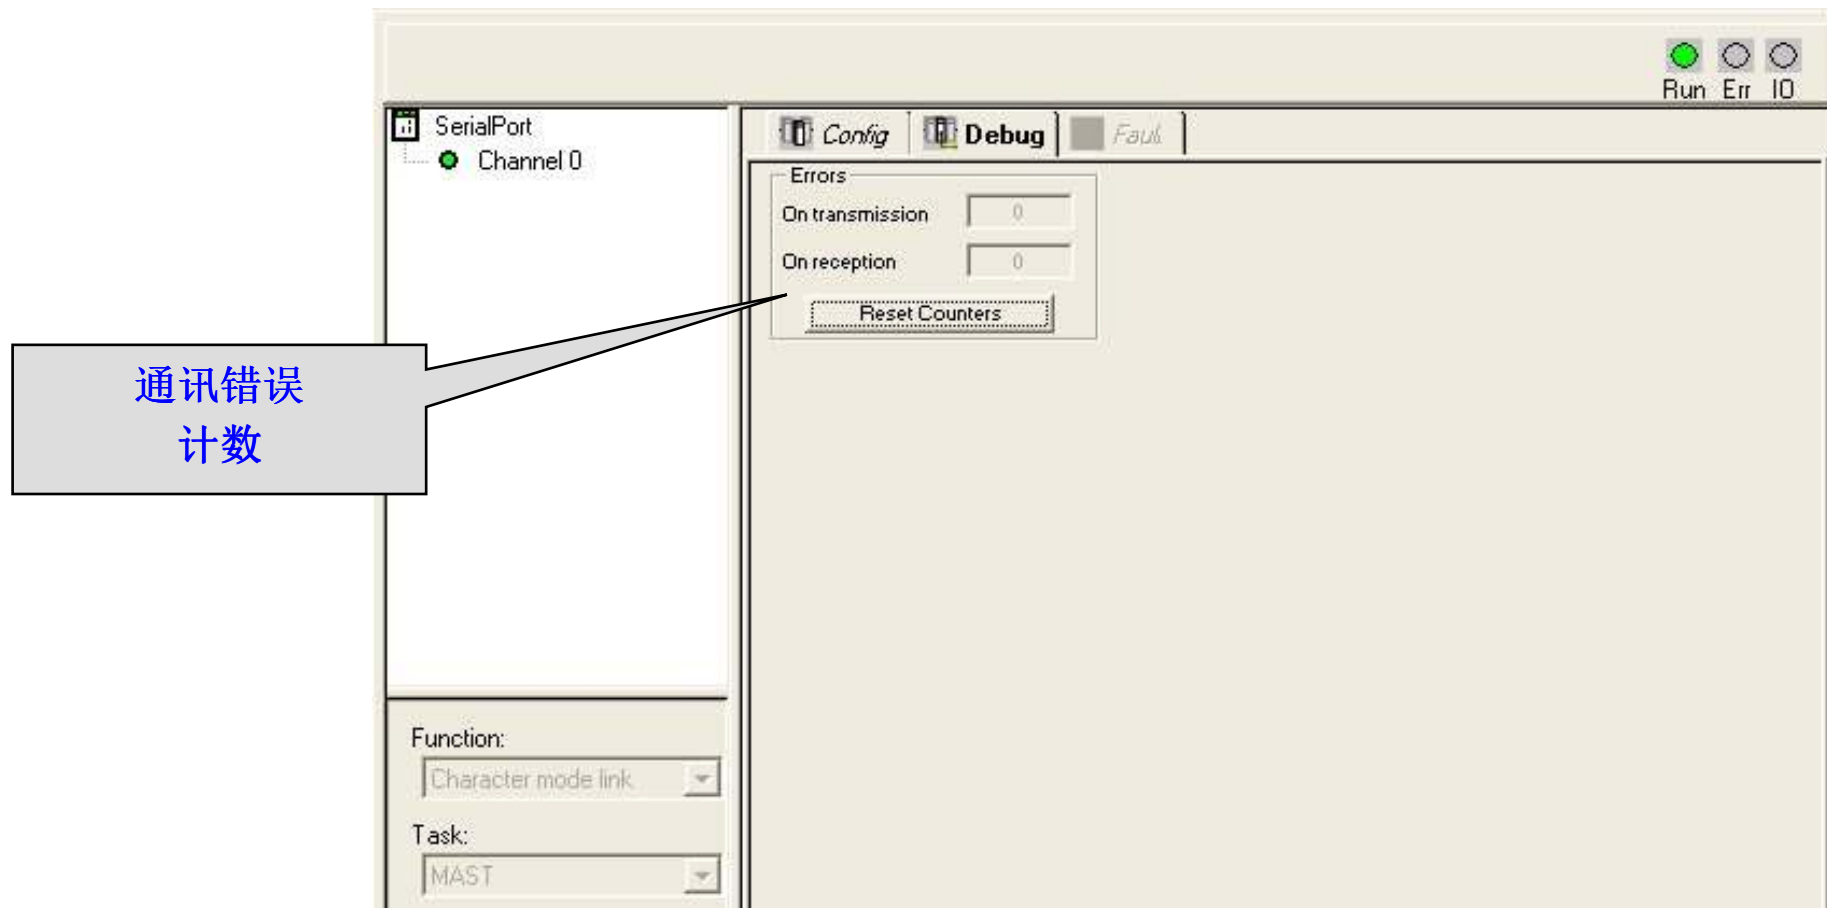 Run Err IO
SerialPort
Channel 0
Config Debug Fault
Errors
On transmission 0
On reception 0
Reset Counters
通讯错误
计数
Function:
Character mode link
Task:
MAST